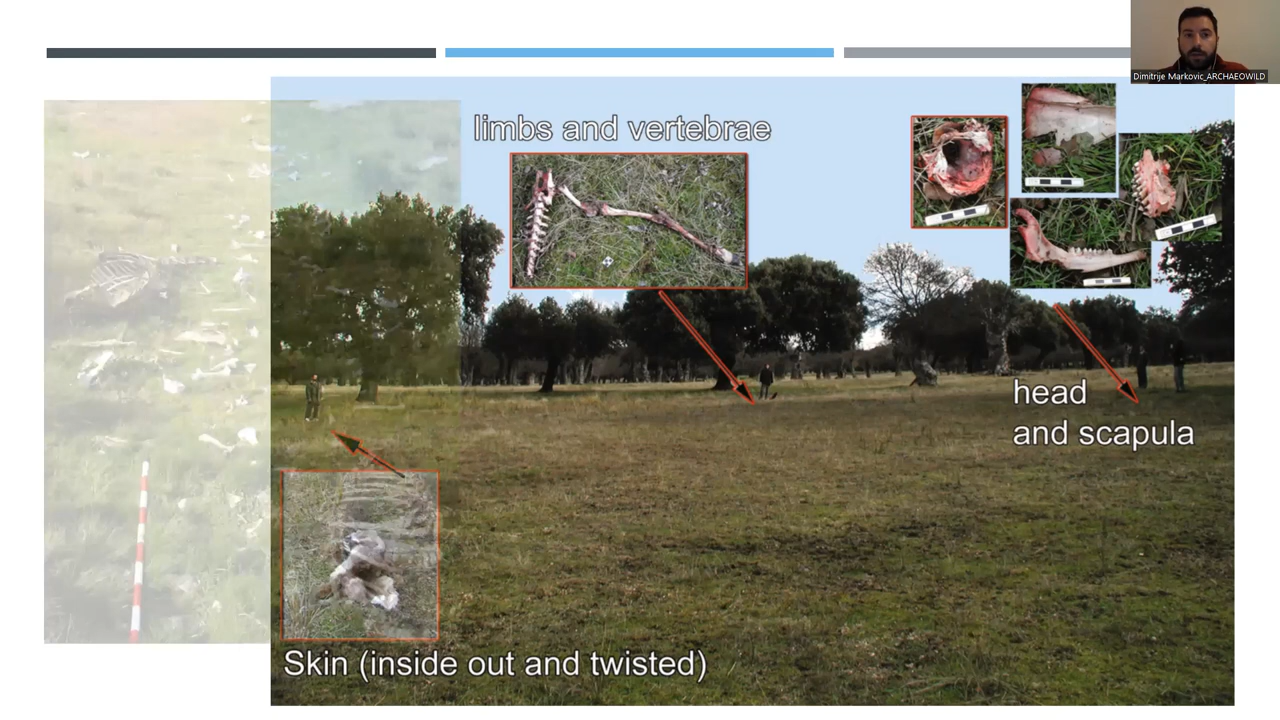 Dimitrije Markovic_ARCHAEOWILD
limbs and vertebrae
head
and scapula
Skin (inside out and twisted)